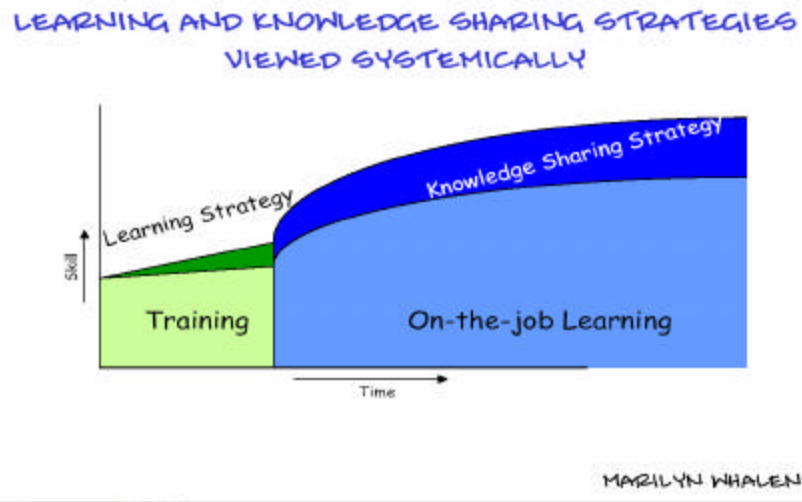 LEARNING AND KNOWLEDGE SHARING STRATEGIES
VIEWED SYSTEMICALLY
Knowledge Sharing Strategy
Learning Strategy
Skill
Training
On-the-job Learning
Time
MARILYN WHALEN